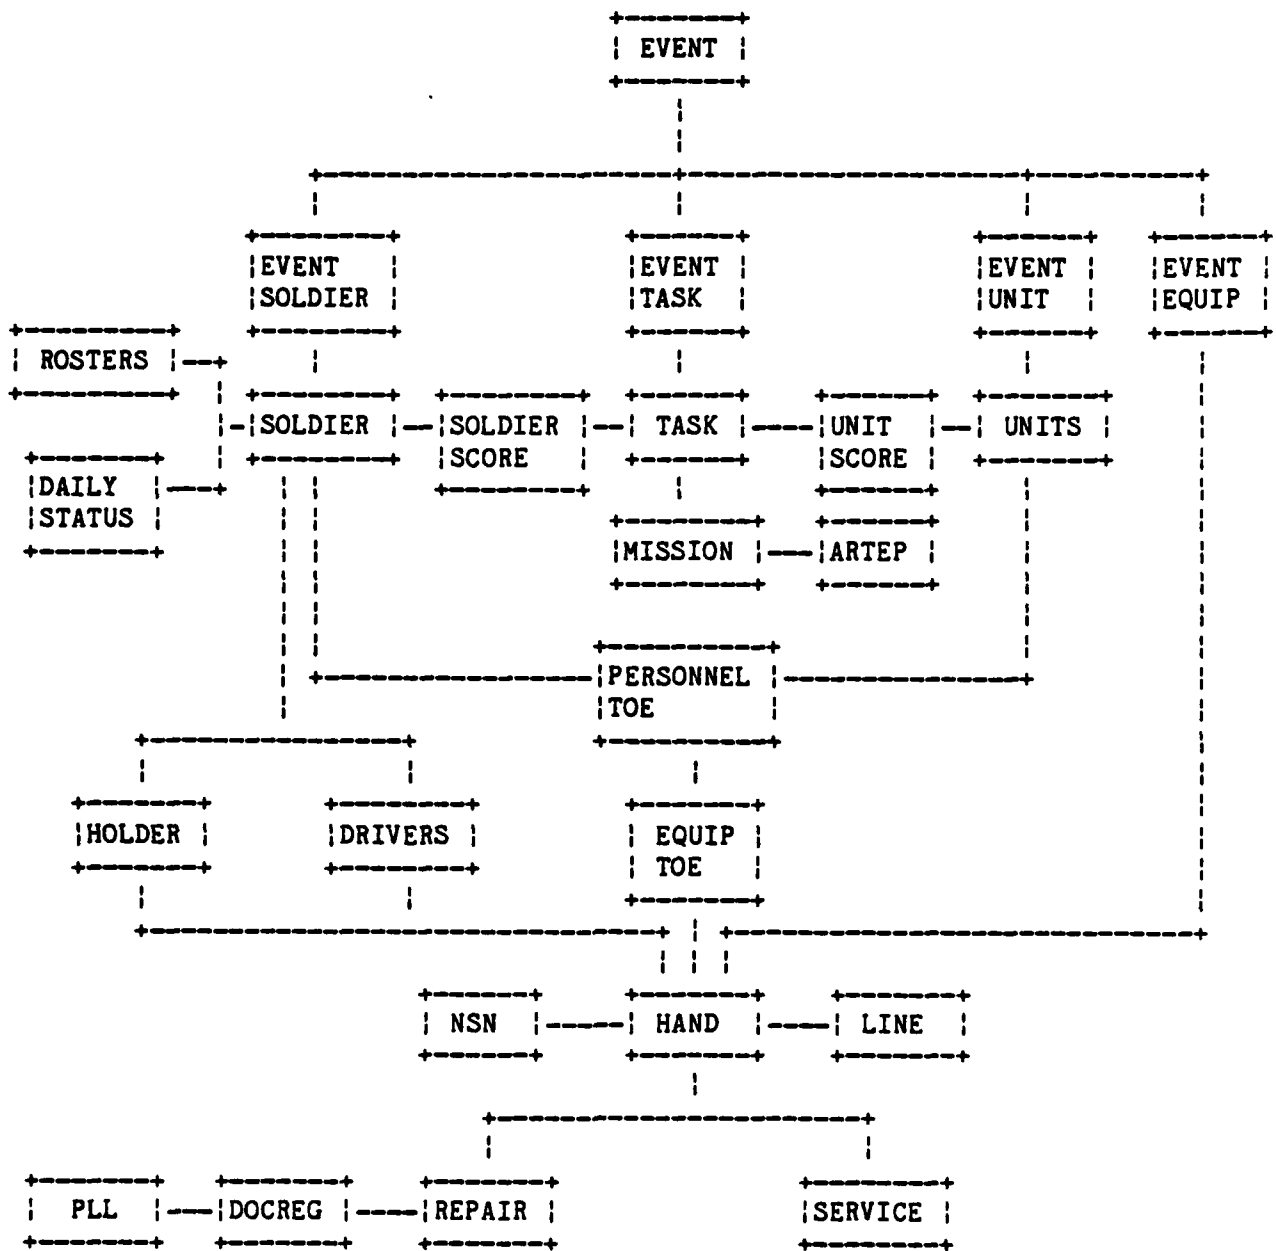 EVENT
EVENT
SOLDIER
EVENT
TASK
EVENT
UNIT
EVENT
EQUIP
ROSTERS
SOLDIER
SOLDIER
SCORE
TASK
UNIT
SCORE
UNITS
DAILY
STATUS
MISSION
ARTEP
PERSONNEL
TOE
HOLDER
DRIVERS
EQUIP
TOE
NSN
HAND
LINE
PLL
DOCREG
REPAIR
SERVICE